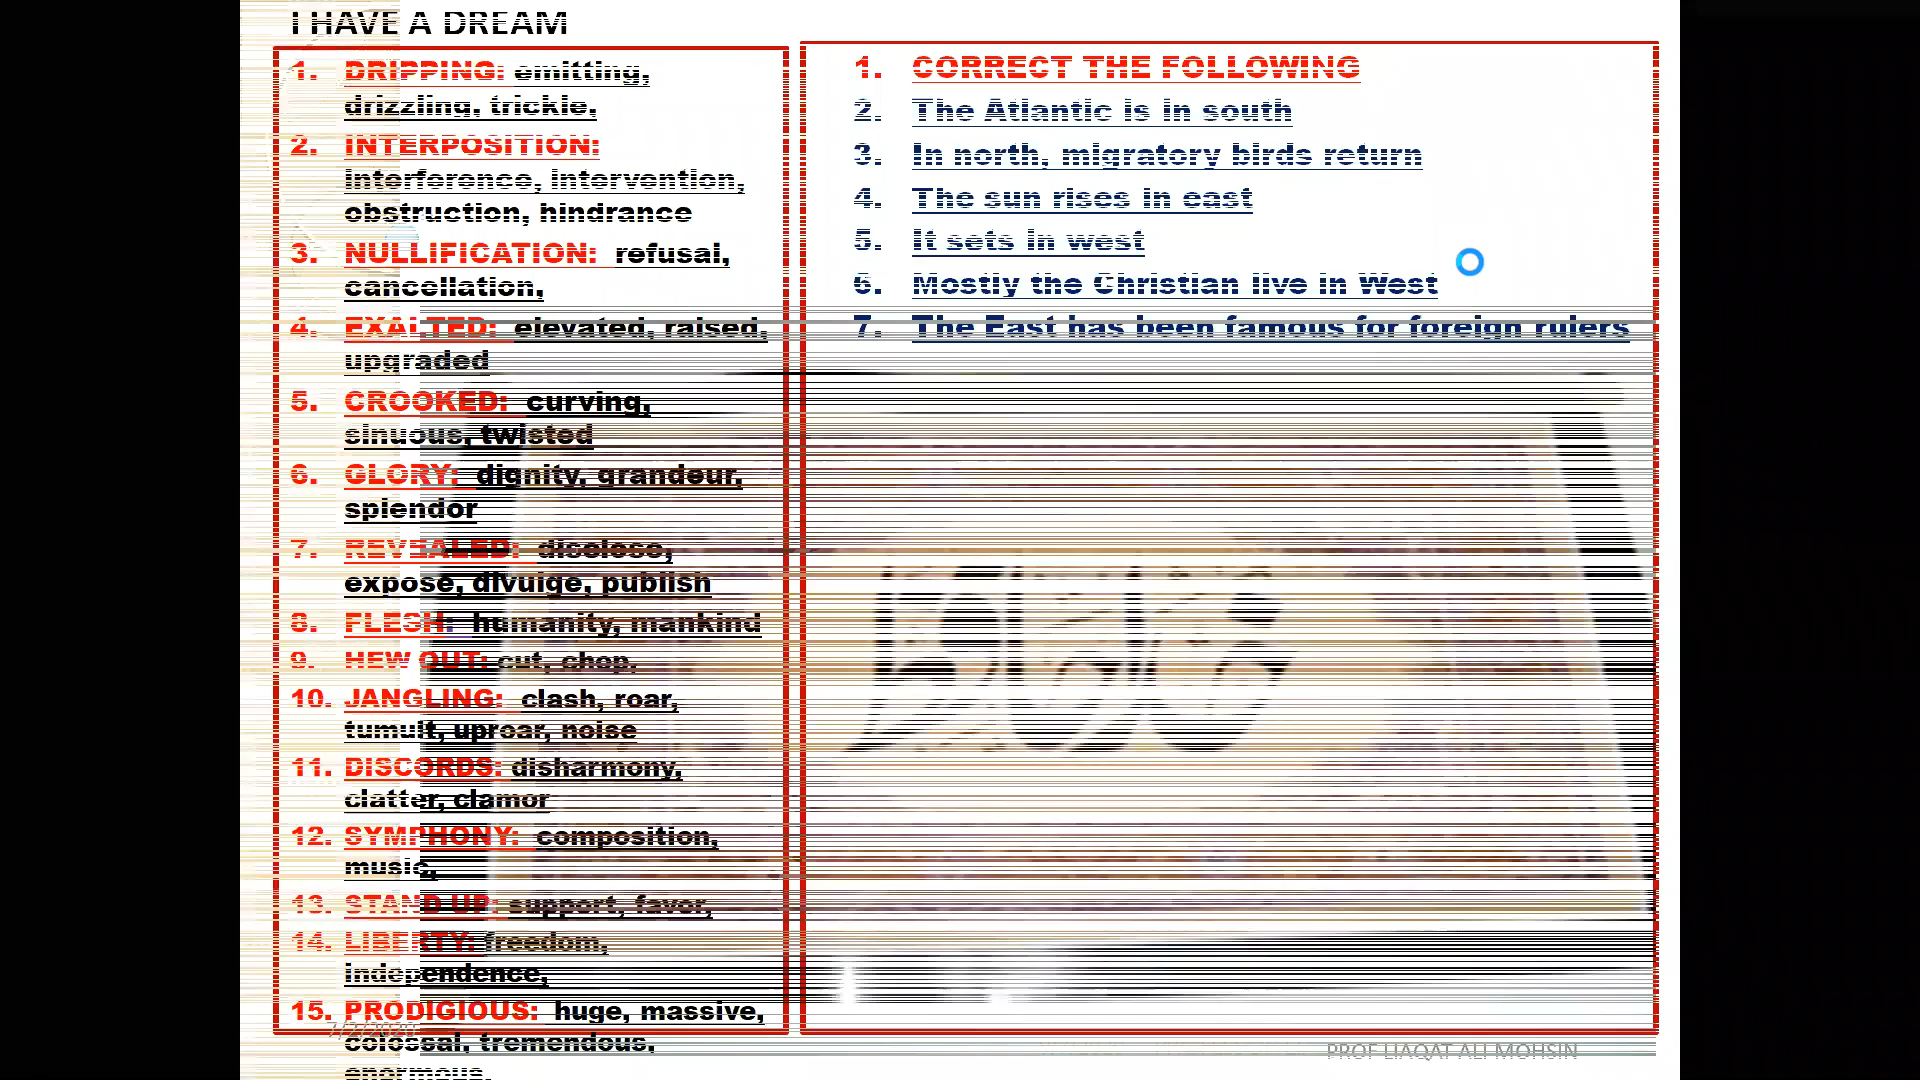 I HAVE A DREAM
1. DRIPPING: emitting,
drizzling, trickle,
2. INTERPOSITION:
interference, intervention,
obstruction, hindrance
3. NULLIFICATION: refusal,
cancellation,
4. EXALTED: elevated, raised,
upgraded
5. CROOKED: curving,
sinuous, twisted
6. GLORY: dignity, grandeur,
splendor
7. REVEALED: disclose,
expose, divulge, publish
8. FLESH: humanity, mankind
9. HEW OUT: cut, chop,
10. JANGLING: clash, roar,
tumult, uproar, noise
11. DISCORDS: disharmony,
clatter, clamor
12. SYMPHONY: composition,
music,
13. STAND UP: support, favor,
14. LIBERTY: freedom,
independence,
15. PRODIGIOUS: huge, massive,
colossal, tremendous,
enormous,
1. CORRECT THE FOLLOWING
2. The Atlantic is in south
3. In north, migratory birds return
4. The sun rises in east
5. It sets in west
6. Mostly the Christian live in West
7. The East has been famous for foreign rulers
PROF LIAQAT ALI MOHSIN